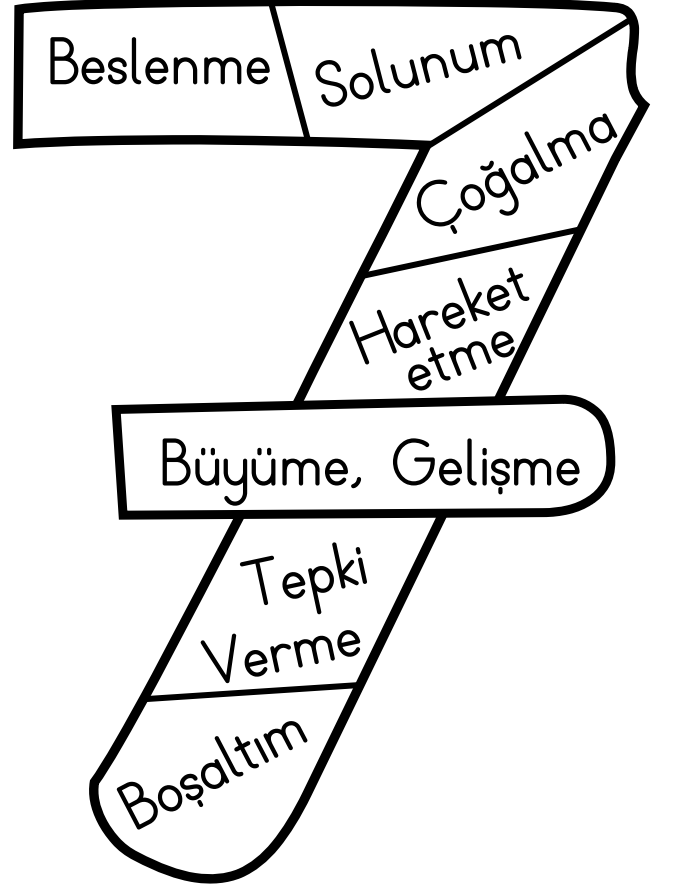 Beslenme
Solunum
Çoğalma
Hareket
etme
Büyüme, Gelişme
Tepki
Verme
Boşaltım